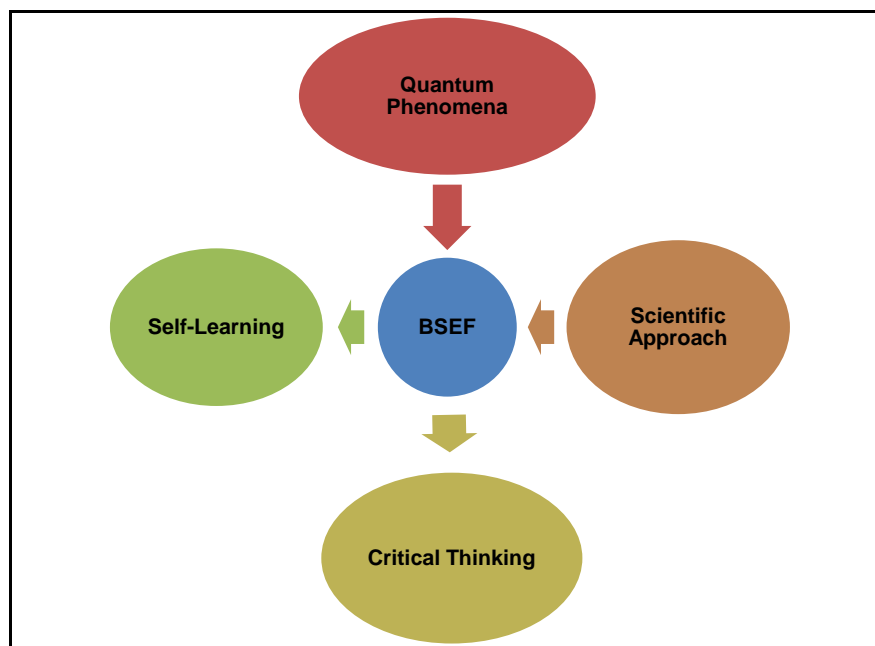 Quantum
Phenomena
Self-Learning
BSEF
Scientific
Approach
Critical Thinking